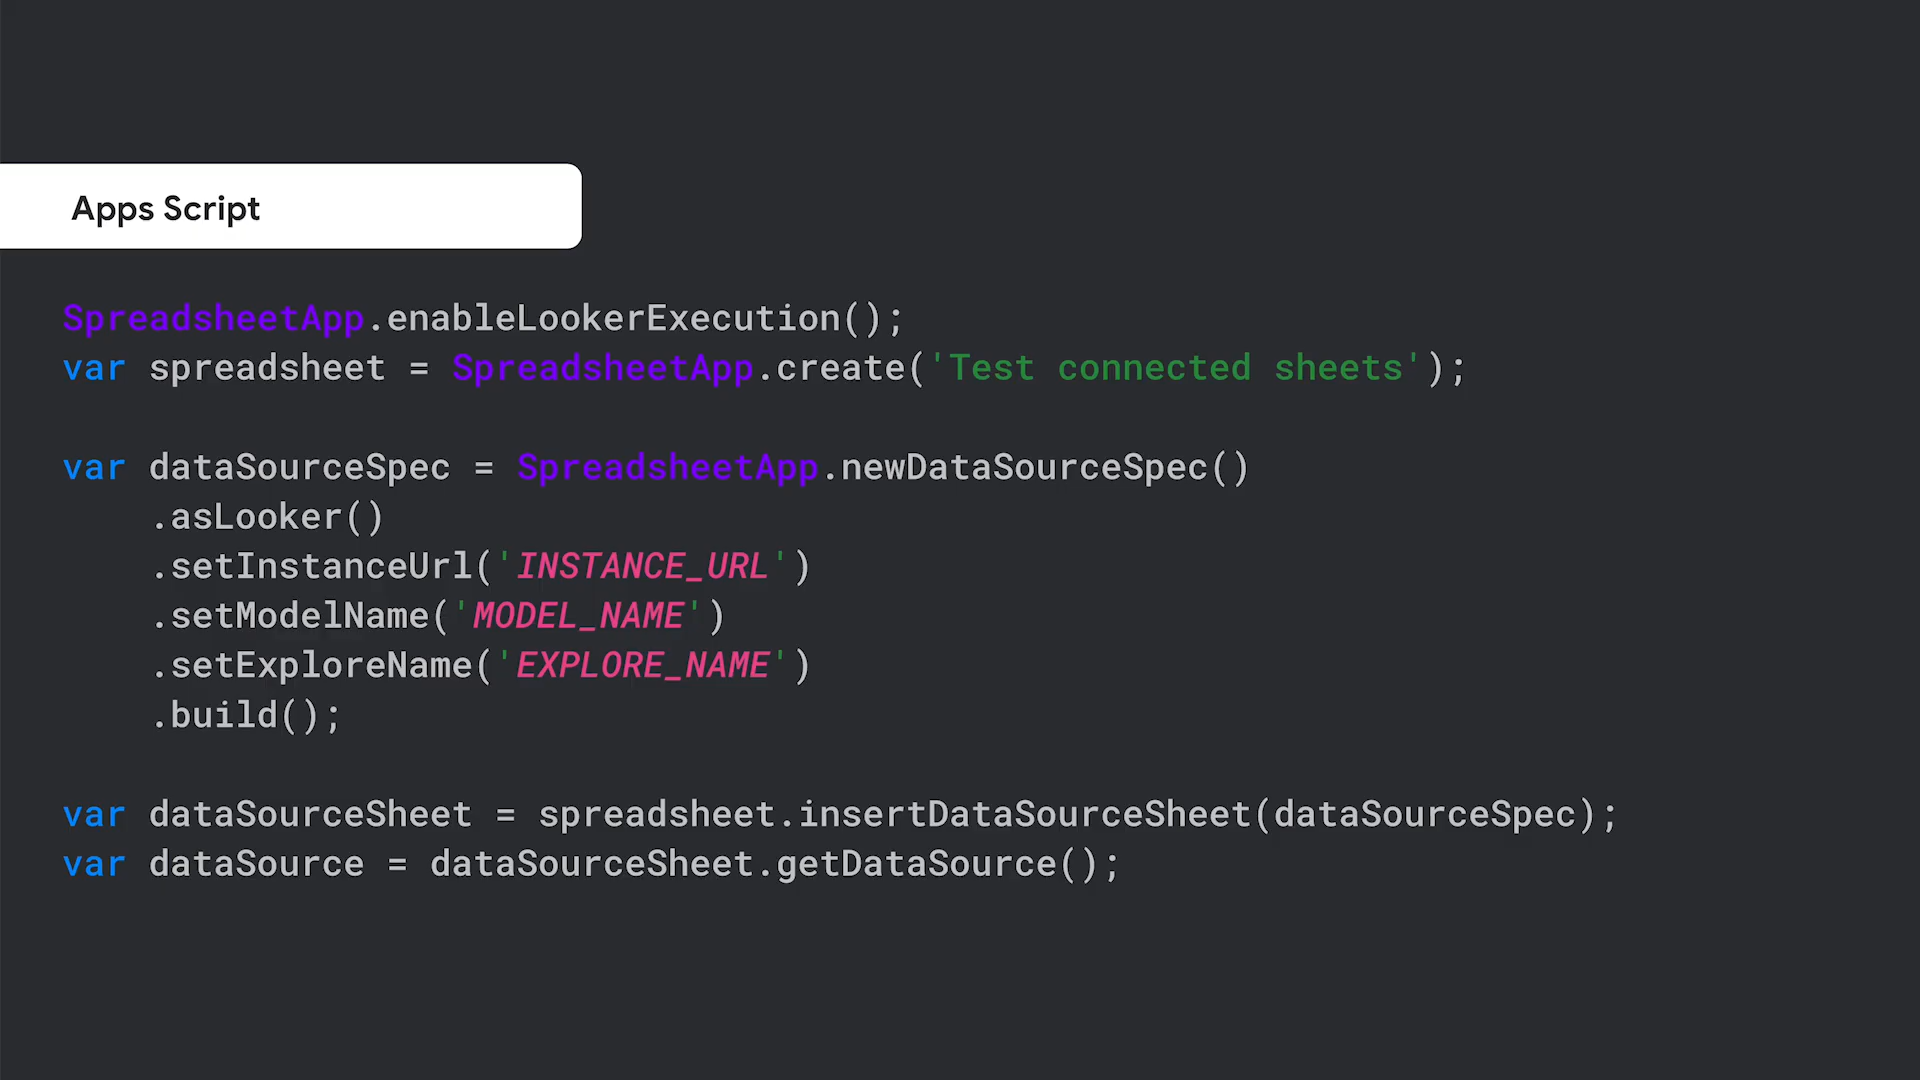 Apps Script
SpreadsheetApp.enableLookerExecution();
var spreadsheet = SpreadsheetApp.create('Test connected sheets');
var dataSourceSpec = SpreadsheetApp.newDataSourceSpec()
    .asLooker()
    .setInstanceUrl('INSTANCE_URL')
    .setModelName('MODEL_NAME')
    .setExploreName('EXPLORE_NAME')
    .build();
var dataSourceSheet = spreadsheet.insertDataSourceSheet(dataSourceSpec);
var dataSource = dataSourceSheet.getDataSource();